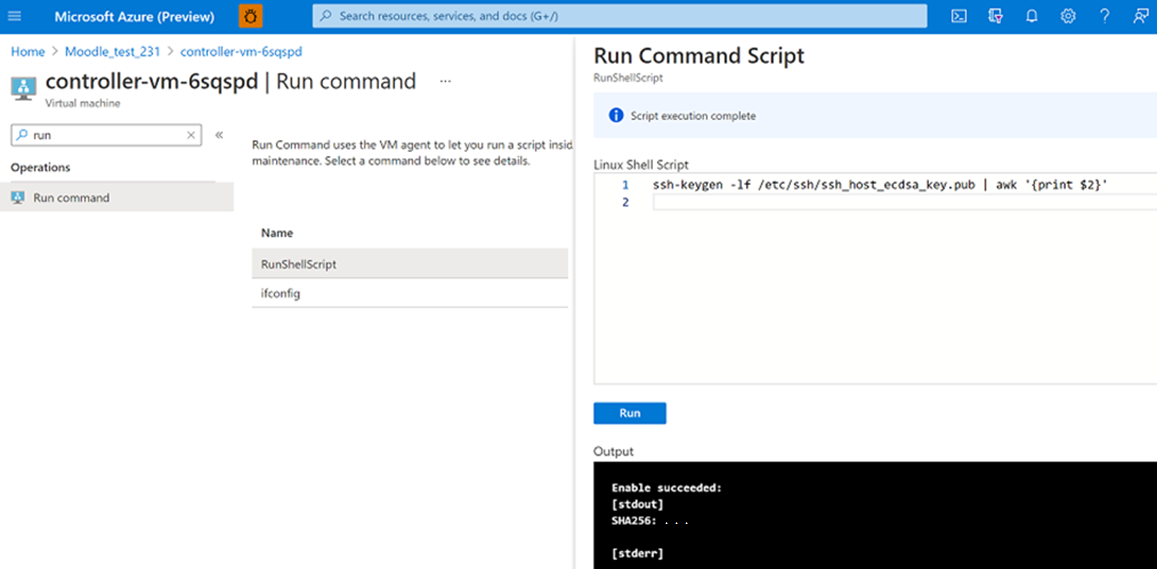 Microsoft Azure (Preview)
Search resources, services, and docs (G+/)
Home > Moodle_test_231 > controller-vm-6sqspd
controller-vm-6sqspd | Run command ...
Virtual machine
run
Operations
Run command
Run Command uses the VM agent to let you run a script insid
maintenance. Select a command below to see details.
Name
RunShellScript
ifconfig
Run Command Script
RunShellScript
Script execution complete
Linux Shell Script
1 ssh-keygen -lf /etc/ssh/ssh_host_ecdsa_key.pub | awk '{print $2}'
2
Run
Output
Enable succeeded:
[stdout]
SHA256: . . .
[stderr]